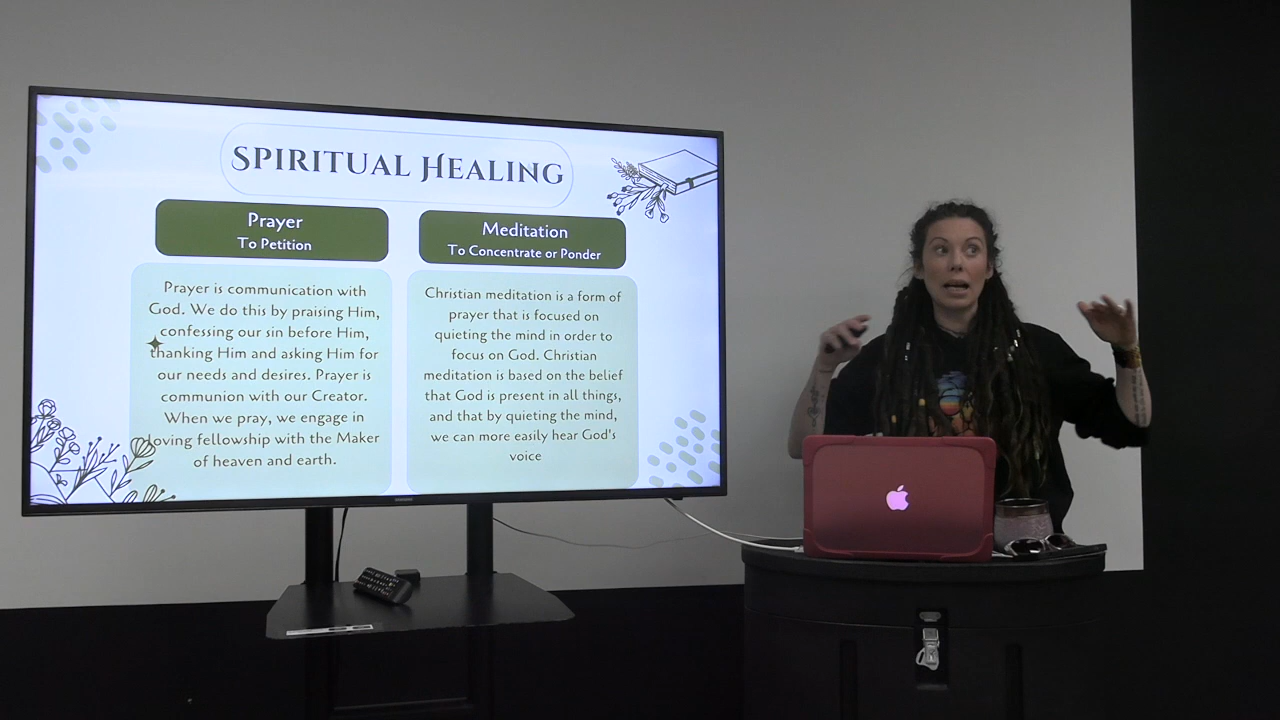 Spiritual Healing
Prayer
To Petition
Prayer is communication with
God. We do this by praising Him,
confessing our sin before Him,
thanking Him and asking Him for
our needs and desires. Prayer is
communion with our Creator.
When we pray, we engage in
loving fellowship with the Maker
of heaven and earth.
Meditation
To Concentrate or Ponder
Christian meditation is a form of
prayer that is focused on
quieting the mind in order to
focus on God. Christian
meditation is based on the belief
that God is present in all things,
and that by quieting the mind,
we can more easily hear God's
voice